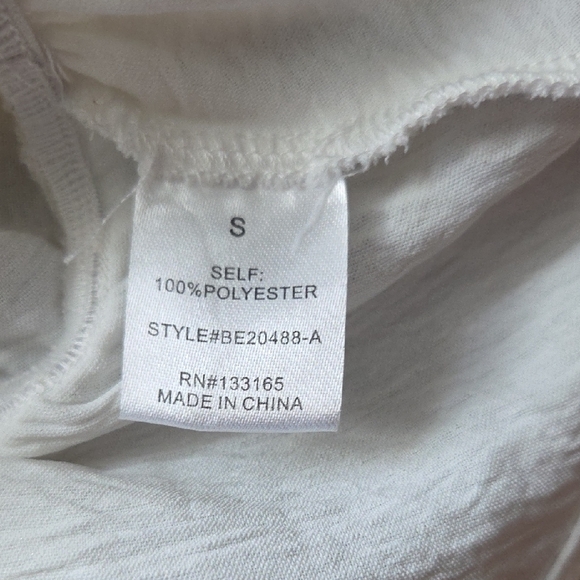 S
SELF:
100%POLYESTER
STYLE#BE20488-A
RN#133165
MADE IN CHINA